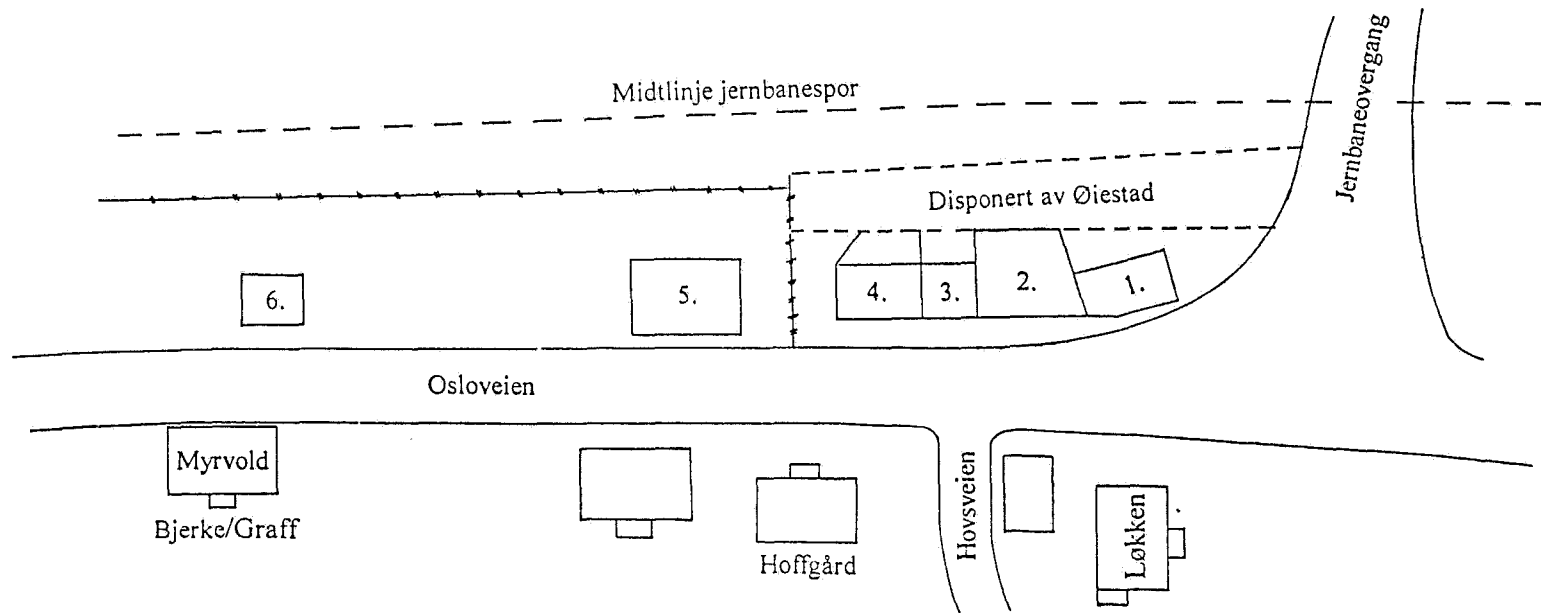 Jernbaneovergang
Midtlinje jernbanespor
Disponert av Øiestad
6.
5.
4.
3.
2.
1.
Osloveien
Myrvold
Bjerke/Graff
Hoffgård
Hovsveien
Løkken